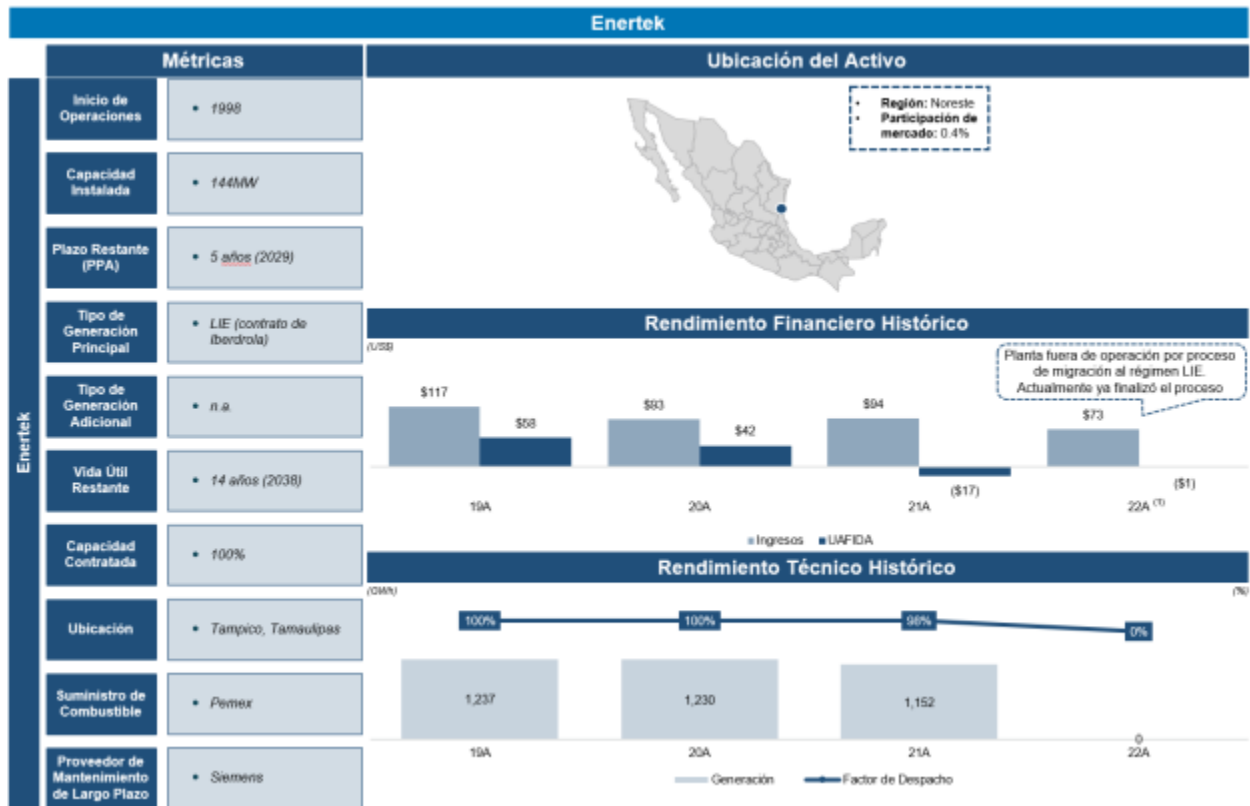 Enertek
Métricas
Enertek
Inicio de
Operaciones
• 1998
Capacidad
Instalada
• 144MW
Plazo Restante
(PPA)
• 5 años (2029)
Tipo de
Generación
Principal
• LIE (contrato de
Iberdrola)
Tipo de
Generación
Adicional
• n.a.
Vida Útil
Restante
• 14 años (2038)
Capacidad
Contratada
• 100%
Ubicación
• Tampico, Tamaulipas
Suministro de
Combustible
• Pemex
Proveedor de
Mantenimiento
de Largo Plazo
• Siemens
Ubicación del Activo
• Región: Noreste
• Participación de
mercado: 0.4%
Rendimiento Financiero Histórico
(US$)
Planta fuera de operación por proceso
de migración al régimen LIE.
Actualmente ya finalizó el proceso
$117
$58
$93
$42
$94
($17)
$73
($1)
19A
20A
21A
22A (1)
Ingresos
UAFIDA
Rendimiento Técnico Histórico
(GWh)
(%)
100%
100%
98%
0%
1,237
1,230
1,152
0
19A
20A
21A
22A
Generación
Factor de Despacho